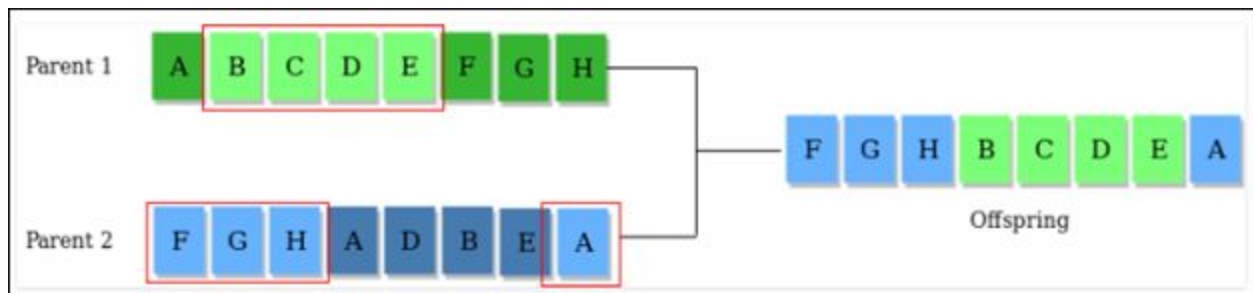 Parent 1 A B C D E F G H
F G H B C D E A
Offspring
Parent 2 F G H A D B E A